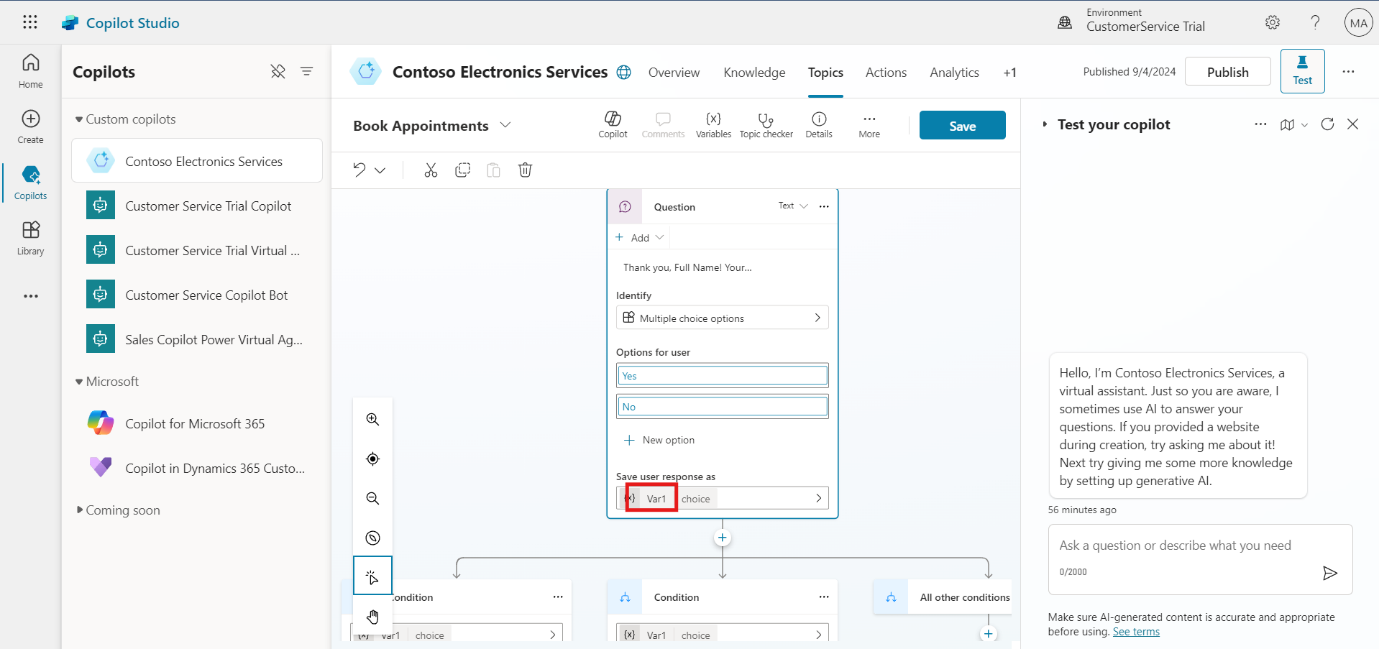 Copilot Studio
Environment
CustomerService Trial
?
MA
Home
Create
Copilots
Library
Copilots
Custom copilots
Contoso Electronics Services
Customer Service Trial Copilot
Customer Service Trial Virtual ...
Customer Service Copilot Bot
Sales Copilot Power Virtual Ag...
Microsoft
Copilot for Microsoft 365
Copilot in Dynamics 365 Custo...
Coming soon
Contoso Electronics Services
Overview
Knowledge
Topics
Actions
Analytics
+1
Published 9/4/2024
Publish
Test
Book Appointments
Copilot
Comments
{x}
Variables
Topic checker
Details
More
Save
Question
Text
Add
Thank you, Full Name! Your...
Identify
Multiple choice options
Options for user
Yes
No
New option
Save user response as
Var1 choice
ondition
Var1 choice
Condition
{x} Var1 choice
All other conditions
Test your copilot
Hello, I'm Contoso Electronics Services, a
virtual assistant. Just so you are aware, I
sometimes use AI to answer your
questions. If you provided a website
during creation, try asking me about it!
Next try giving me some more knowledge
by setting up generative AI.
56 minutes ago
Ask a question or describe what you need
0/2000
Make sure AI-generated content is accurate and appropriate
before using. See terms